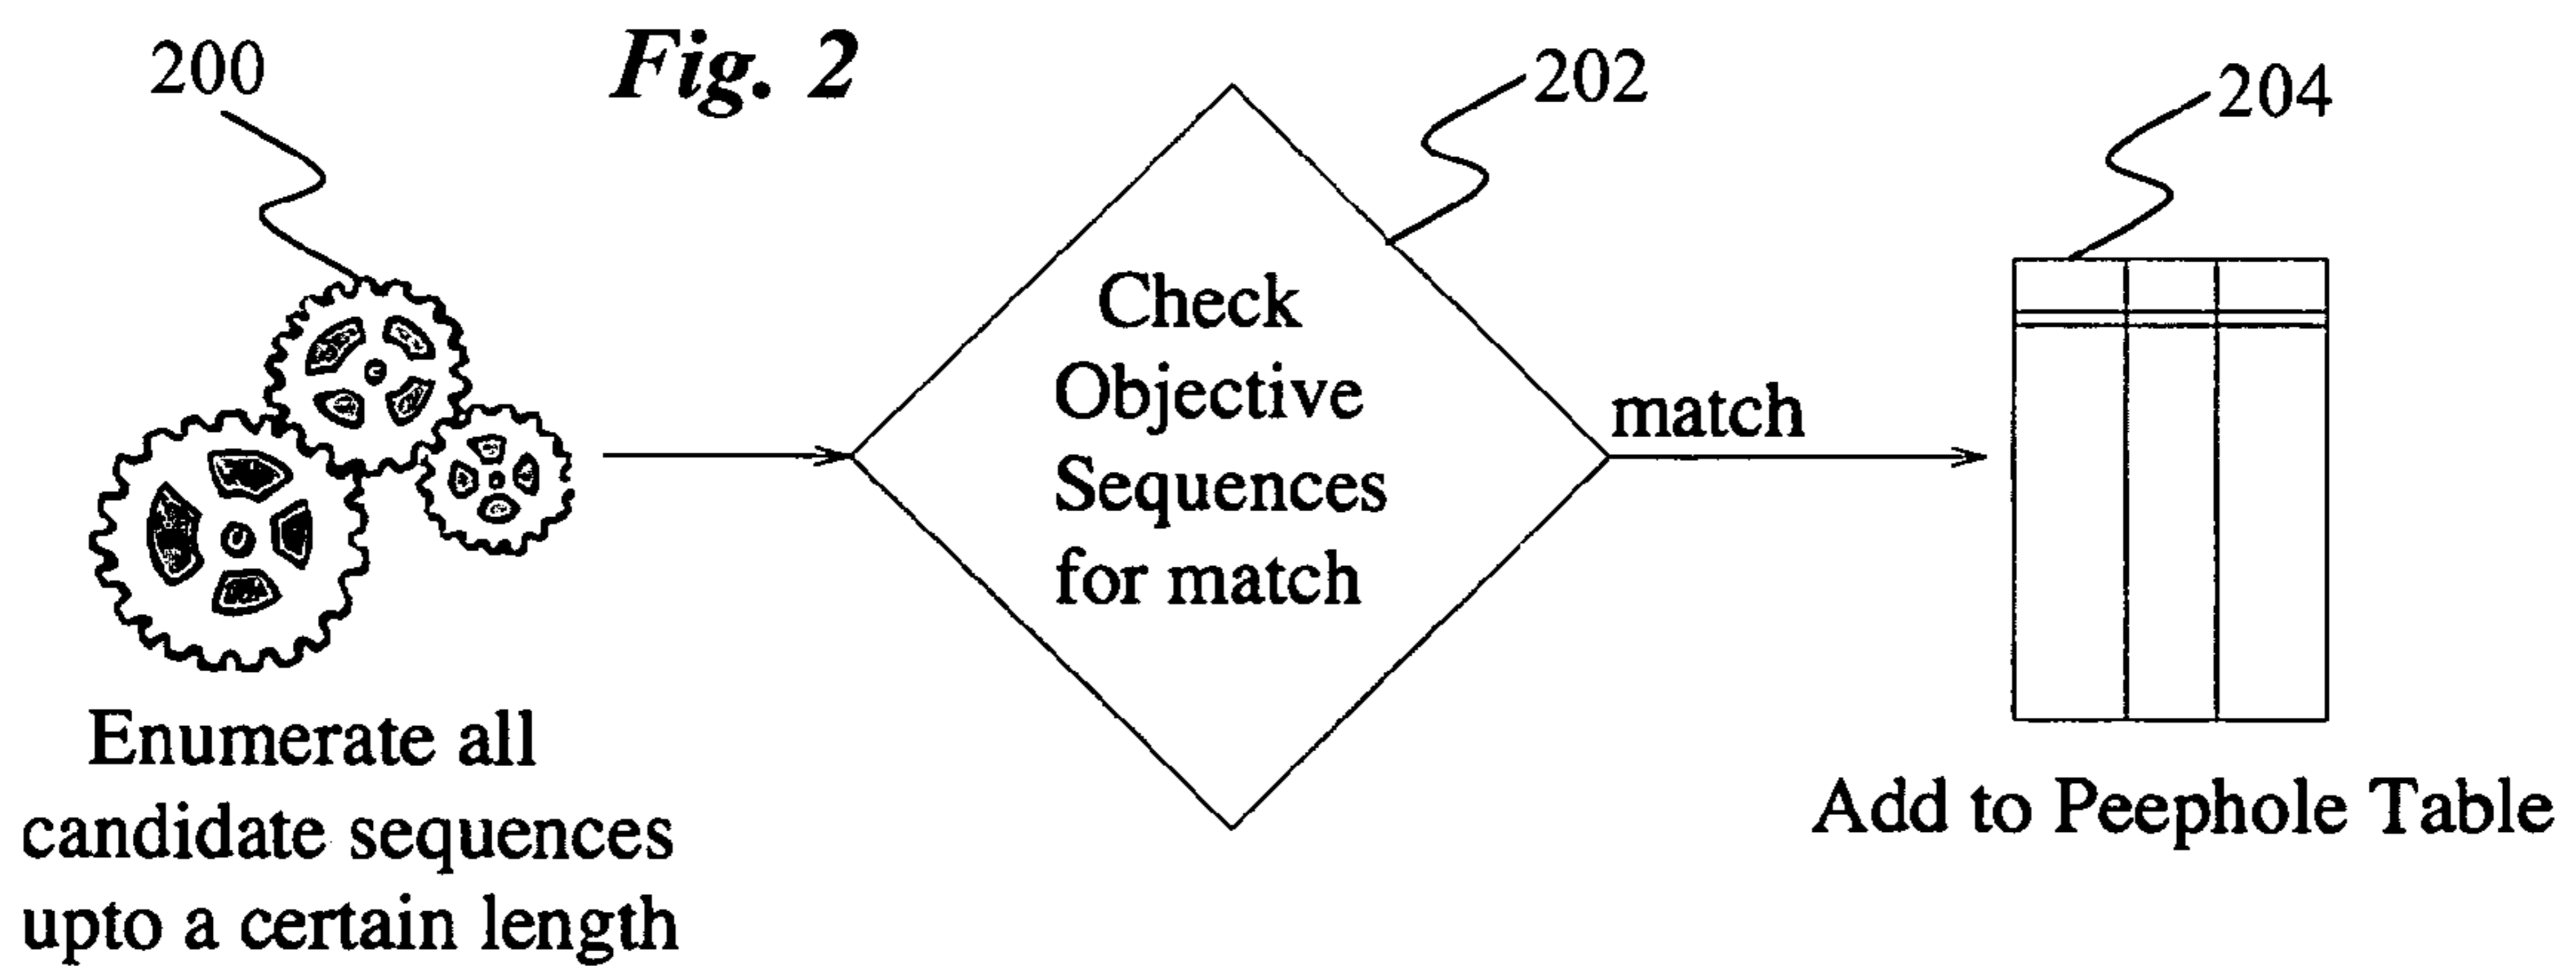 200
Fig. 2
202
204
Check
Objective
Sequences
for match
match
Enumerate all
candidate sequences
upto a certain length
Add to Peephole Table